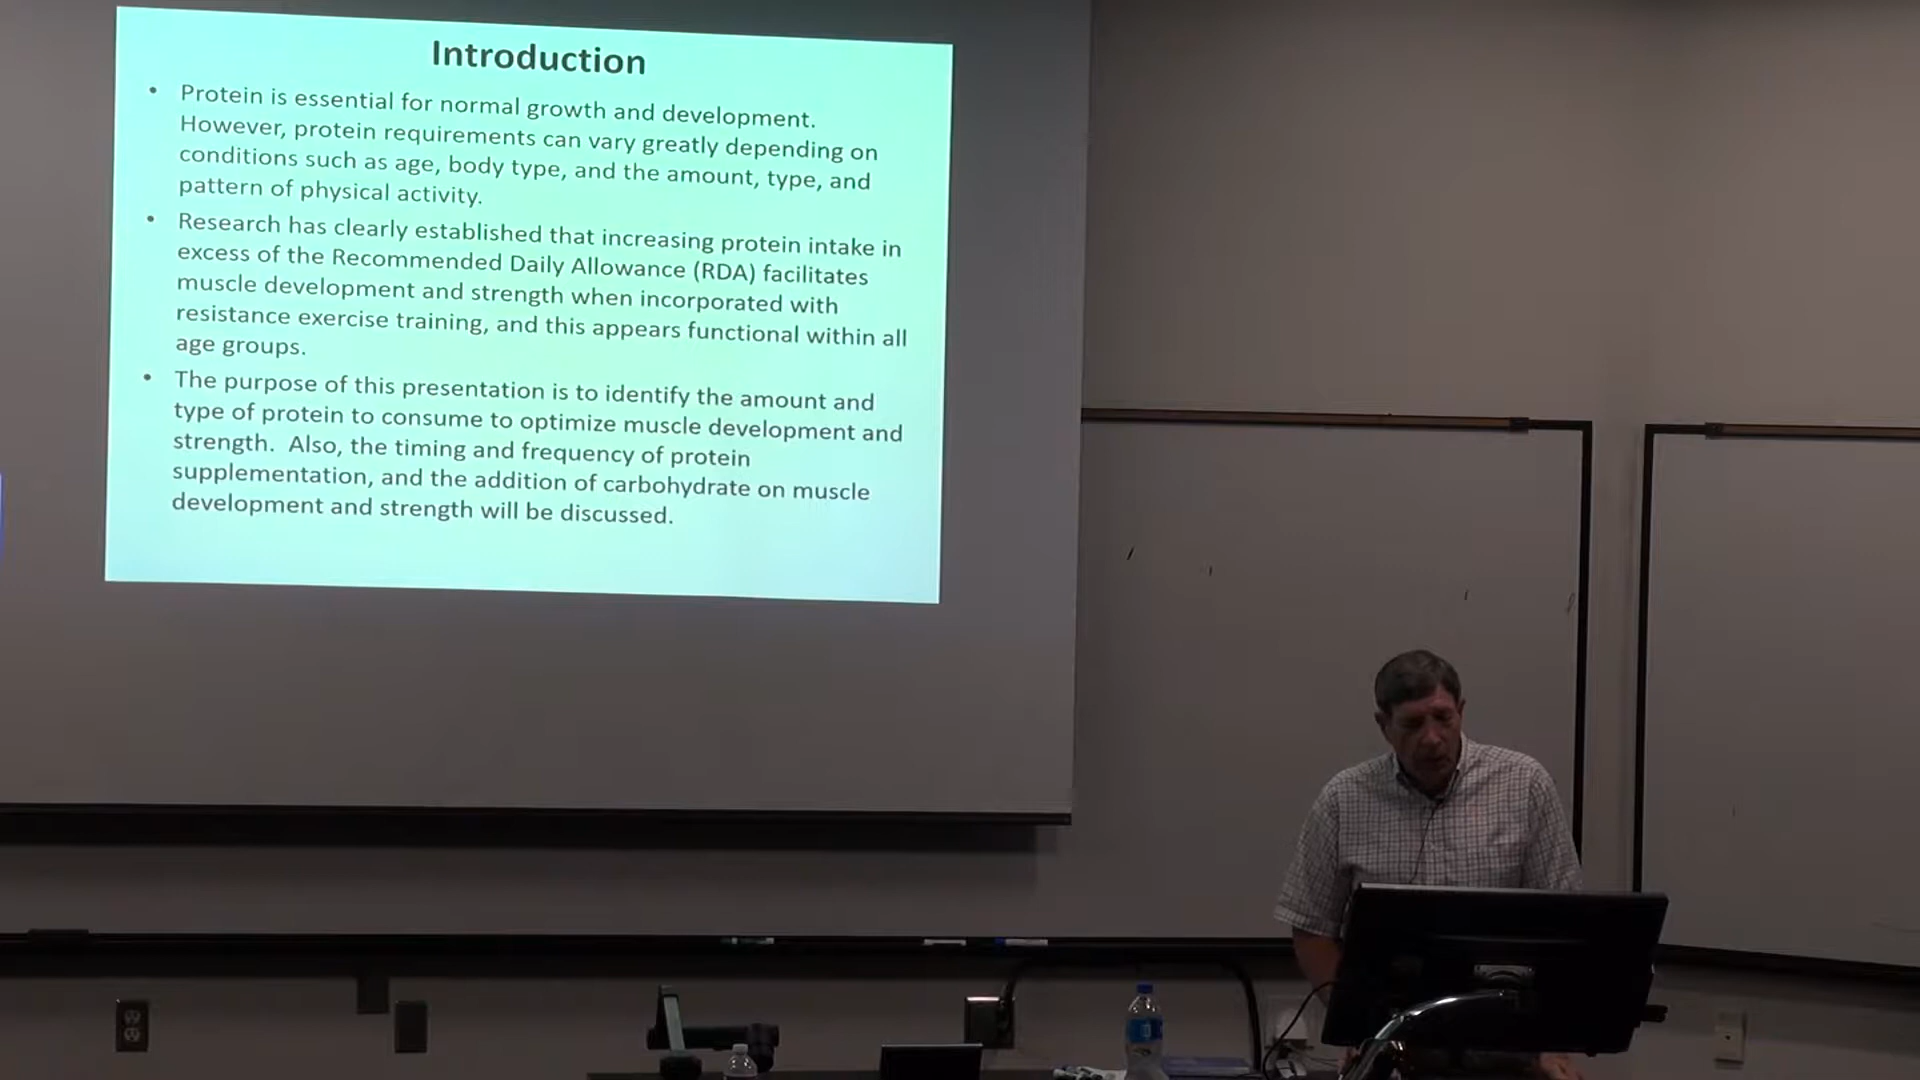 Introduction
• Protein is essential for normal growth and development.
However, protein requirements can vary greatly depending on
conditions such as age, body type, and the amount, type, and
pattern of physical activity.
• Research has clearly established that increasing protein intake in
excess of the Recommended Daily Allowance (RDA) facilitates
muscle development and strength when incorporated with
resistance exercise training, and this appears functional within all
age groups.
• The purpose of this presentation is to identify the amount and
type of protein to consume to optimize muscle development and
strength.  Also, the timing and frequency of protein
supplementation, and the addition of carbohydrate on muscle
development and strength will be discussed.